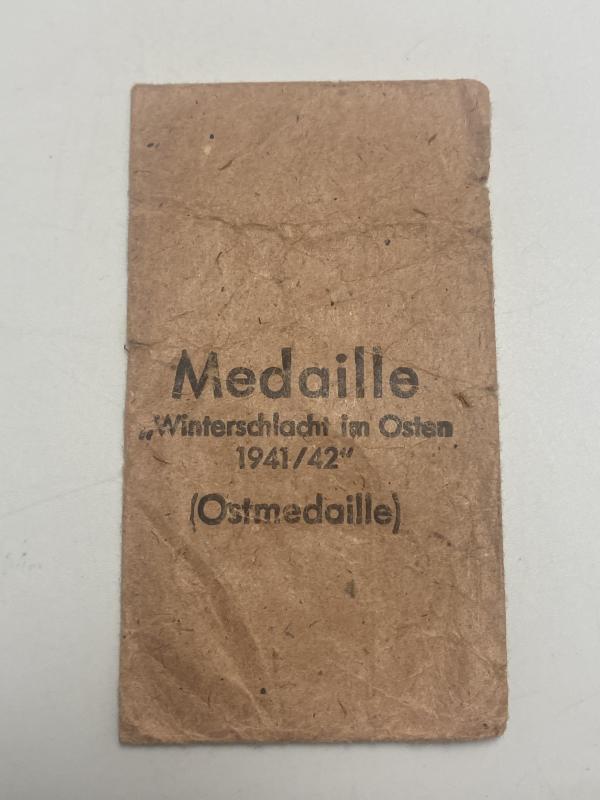 Medaille
„Winterschlacht im Osten
1941/42“
(Ostmedaille)